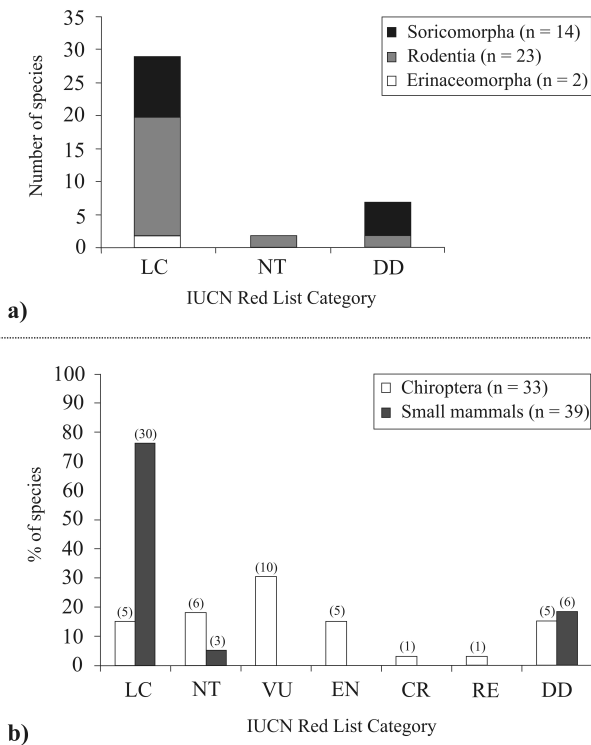 35
30
25
20
15
10
5
0
Number of species
Soricomorpha (n = 14)
Rodentia (n = 23)
Erinaceomorpha (n = 2)
LC NT DD
IUCN Red List Category
a)
100
90
80
70
60
50
40
30
20
10
0
% of species
Chiroptera (n = 33)
Small mammals (n = 39)
(5) (30) (6) (3) (10) (5) (1) (1) (5) (6)
LC NT VU EN CR RE DD
IUCN Red List Category
b)